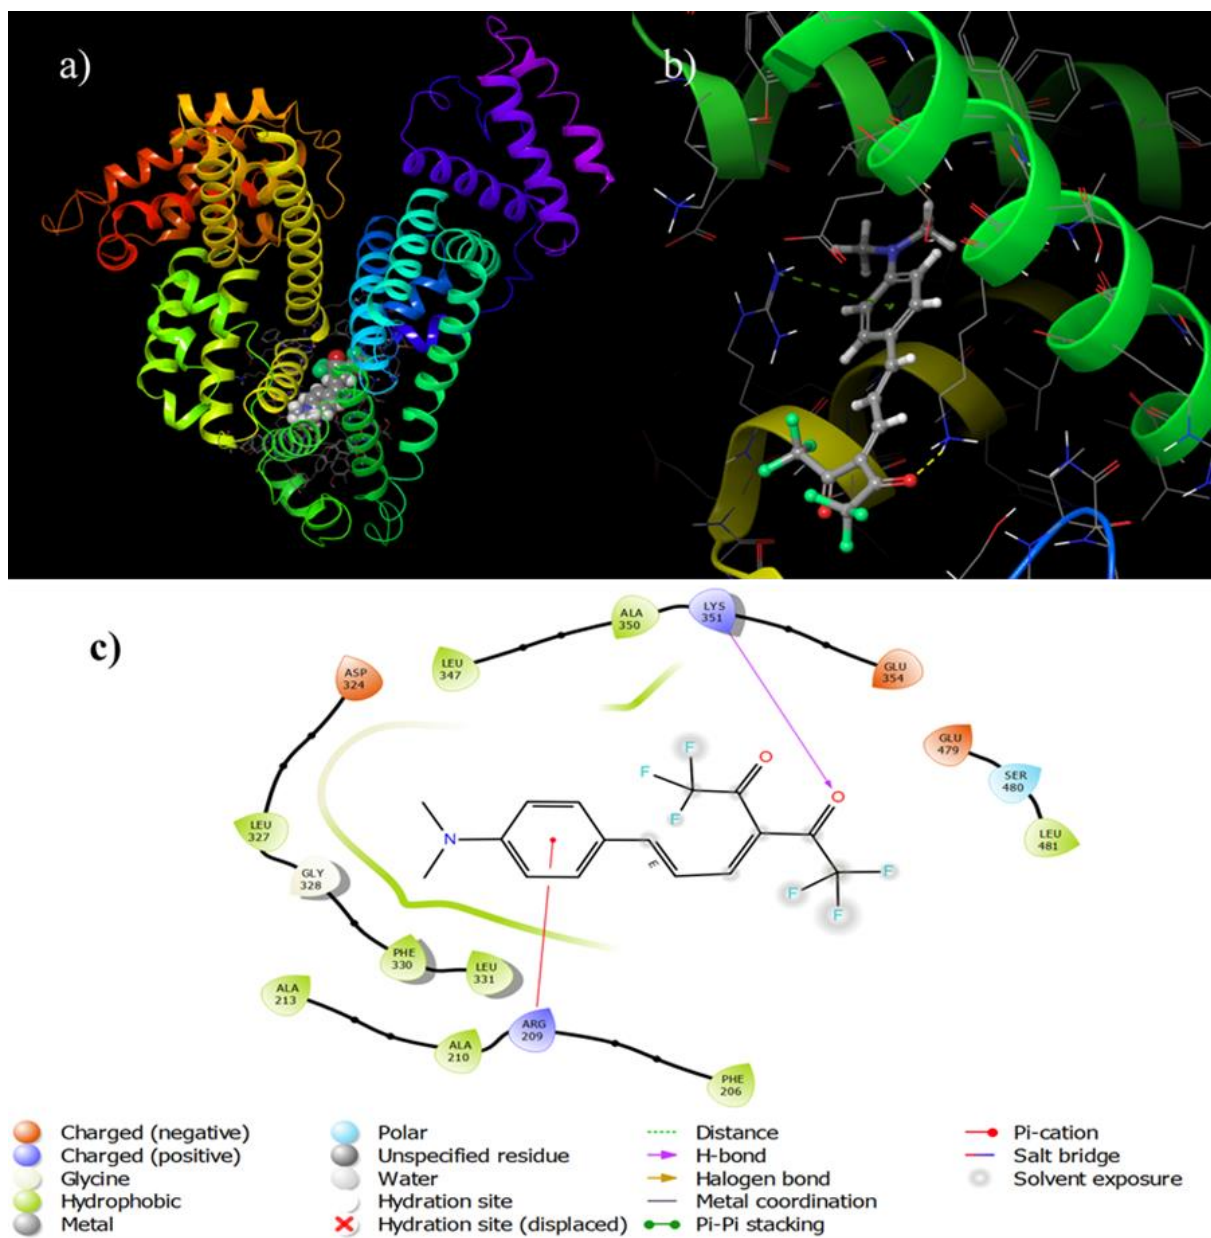 a)
b)
c)
ALA
350
LYS
351
LEU
347
GLU
354
ASP
324
GLU
479
SER
480
LEU
481
F
O
F
F
O
LEU
327
N
E
F
F
F
GLY
328
PHE
330
LEU
331
ALA
213
ARG
209
ALA
210
PHE
206
Charged (negative)
Charged (positive)
Glycine
Hydrophobic
Metal
Polar
Unspecified residue
Water
Hydration site
Hydration site (displaced)
Distance
H-bond
Halogen bond
Metal coordination
Pi-Pi stacking
Pi-cation
Salt bridge
Solvent exposure